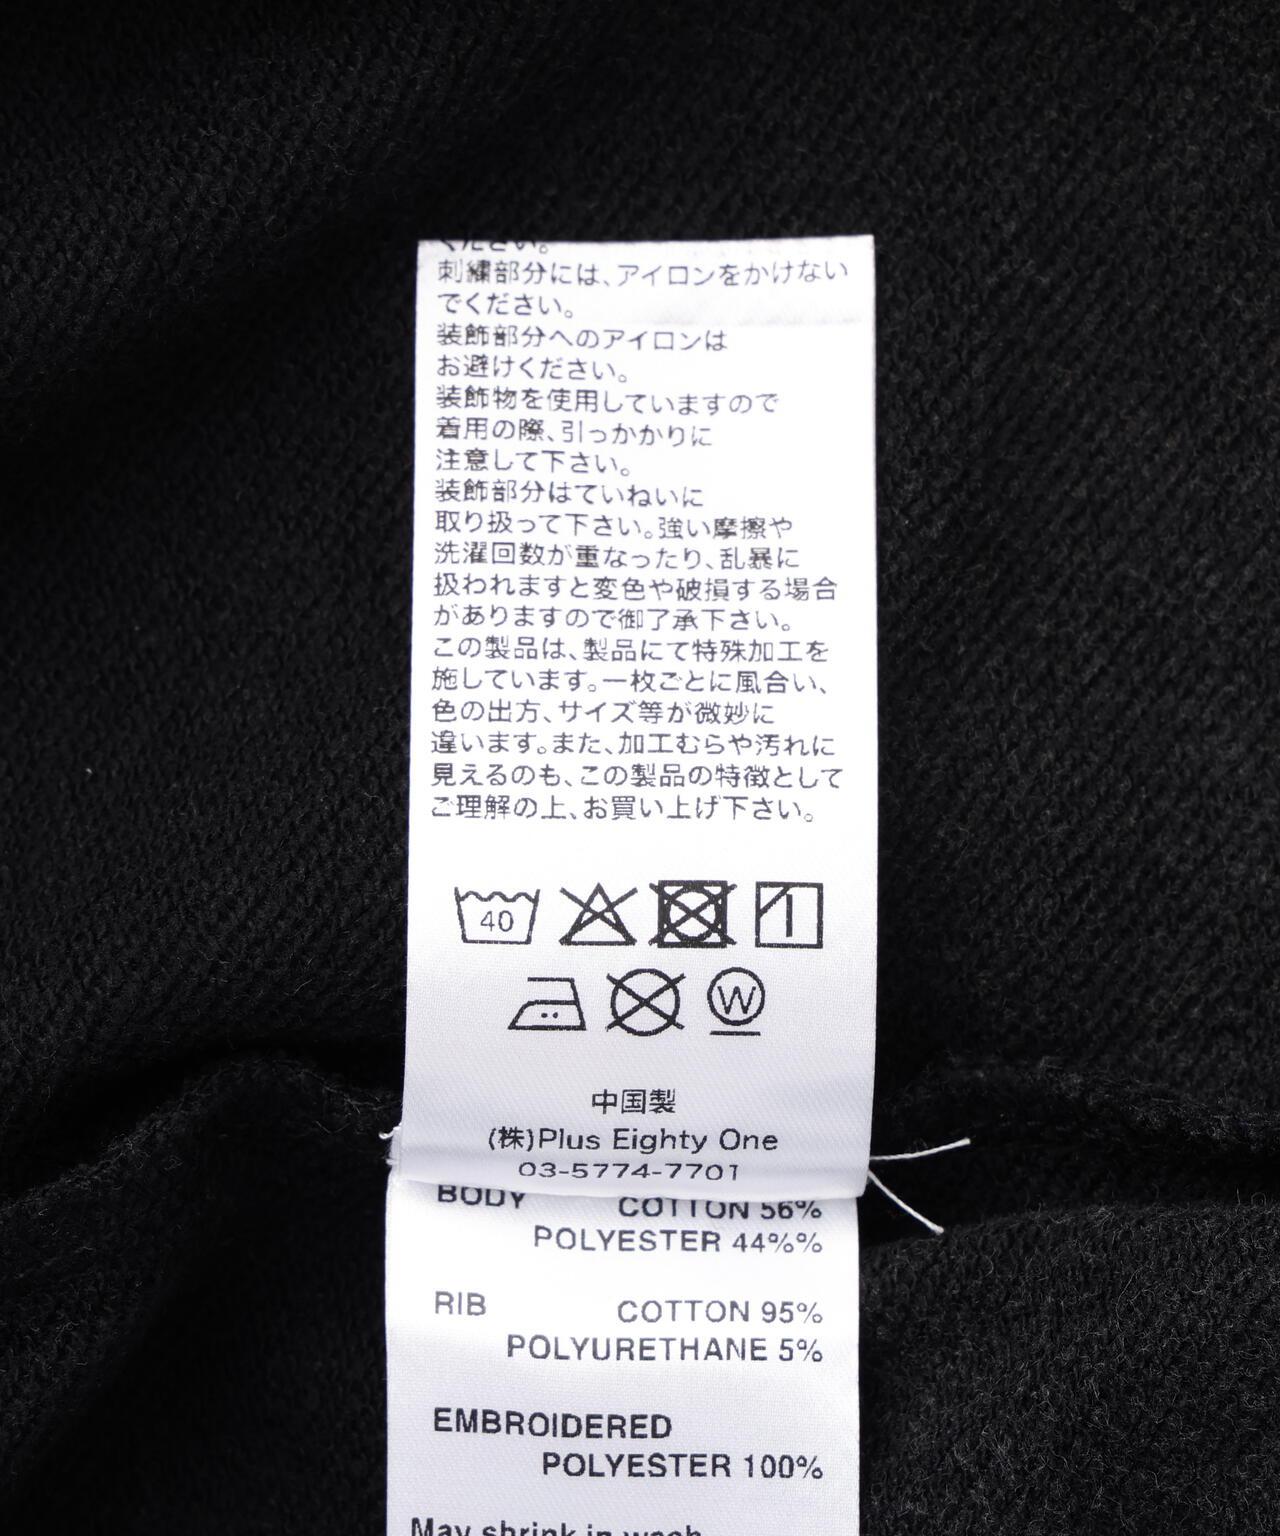 ください。
刺繍部分には、アイロンをかけない
でください。
装飾部分へのアイロンは
お避けください。
装飾物を使用していますので
着用の際、引っかかりに
注意して下さい。
装飾部分はていねいに
取り扱って下さい。強い摩擦や
洗濯回数が重なったり、乱暴に
扱われますと変色や破損する場合
がありますので御了承下さい。
この製品は、製品にて特殊加工を
施しています。一枚ごとに風合い、
色の出方、サイズ等が微妙に
違います。また、加工むらや汚れに
見えるのも、この製品の特徴として
ご理解の上、お買い上げ下さい。
40
W
中国製
(株)Plus Eighty One
03-5774-7701
BODY COTTON 56%
POLYESTER 44%%
RIB COTTON 95%
POLYURETHANE 5%
EMBROIDERED
POLYESTER 100%
May shrink in wash